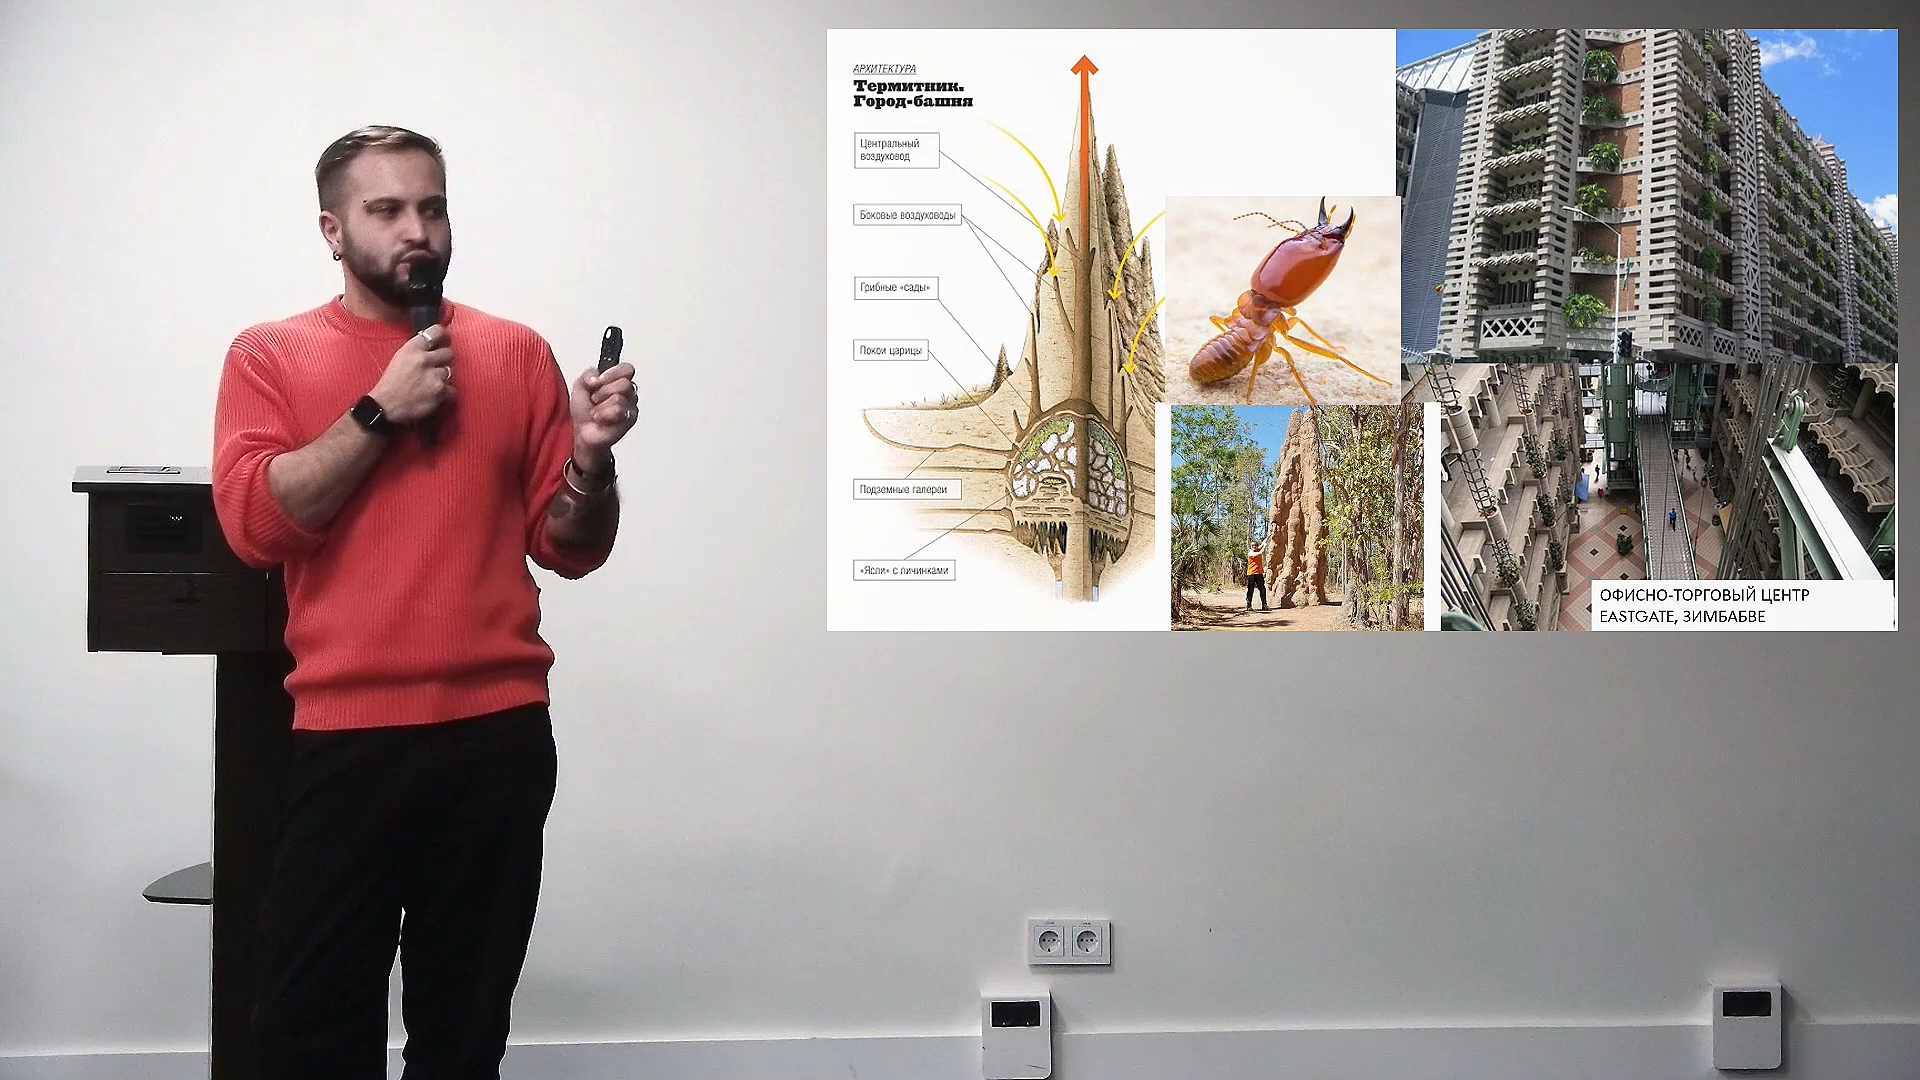 АРХИТЕКТУРА
Термитник.
Город-башня
Центральный
воздуховод
Боковые воздуховоды
Грибные «сады»
Покои царицы
Подземные галереи
«Ясли» с личинками
ОФИСНО-ТОРГОВЫЙ ЦЕНТР
EASTGATE, ЗИМБАБВЕ